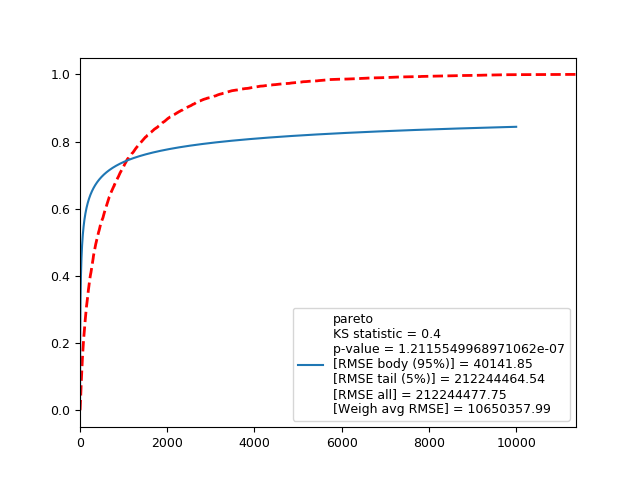 1.0
0.8
0.6
0.4
0.2
0.0
pareto
KS statistic = 0.4
p-value = 1.2115549968971062e-07
[RMSE body (95%)] = 40141.85
[RMSE tail (5%)] = 212244464.54
[RMSE all] = 212244477.75
[Weigh avg RMSE] = 10650357.99
0 2000 4000 6000 8000 10000